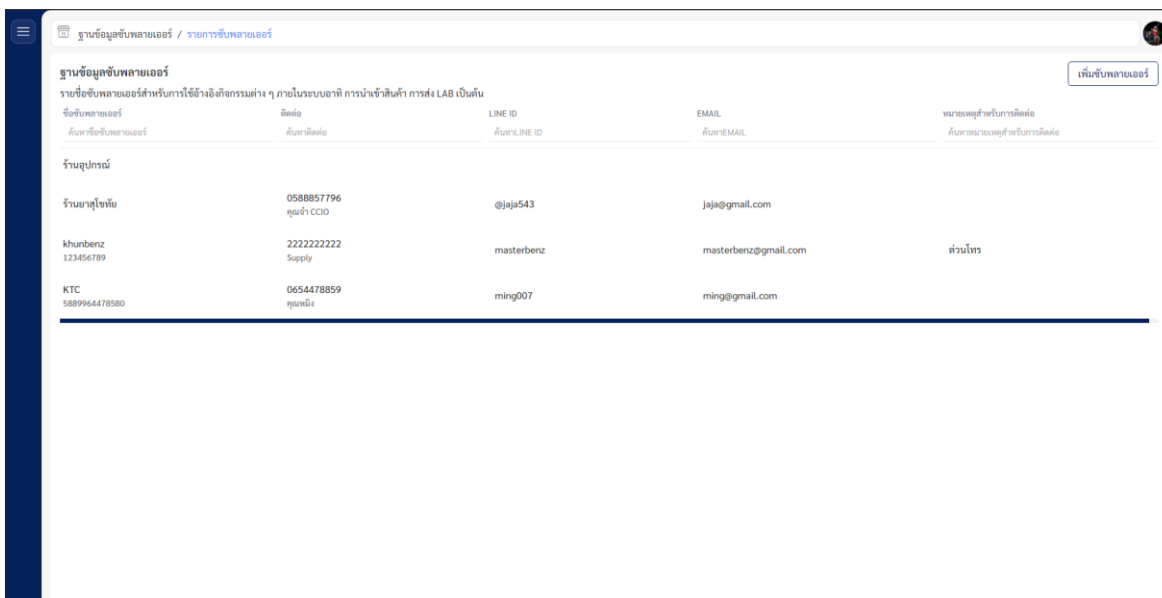 ฐานข้อมูลซับพลายเออร์ / รายการซับพลายเออร์
ฐานข้อมูลซับพลายเออร์
เพิ่มซับพลายเออร์
รายชื่อซับพลายเออร์สำหรับการใช้อ้างอิงกิจกรรมต่าง ๆ ภายในระบบอาทิ การนำเข้าสินค้า การส่ง LAB เป็นต้น
ชื่อซับพลายเออร์ ติดต่อ LINE ID EMAIL หมายเหตุสำหรับการติดต่อ
ค้นหาชื่อซับพลายเออร์ ค้นหาติดต่อ ค้นหาLINE ID ค้นหาEMAIL ค้นหาหมายเหตุสำหรับการติดต่อ
ร้านอุปกรณ์
ร้านยาสุโขทัย 0588857796 @jaja543 jaja@gmail.com
คุณจ๋า CCIO
khunbenz 2222222222 masterbenz masterbenz@gmail.com ด่วนโทร
123456789 Supply
KTC 0654478859 ming007 ming@gmail.com
5889964478580 คุณหมิง